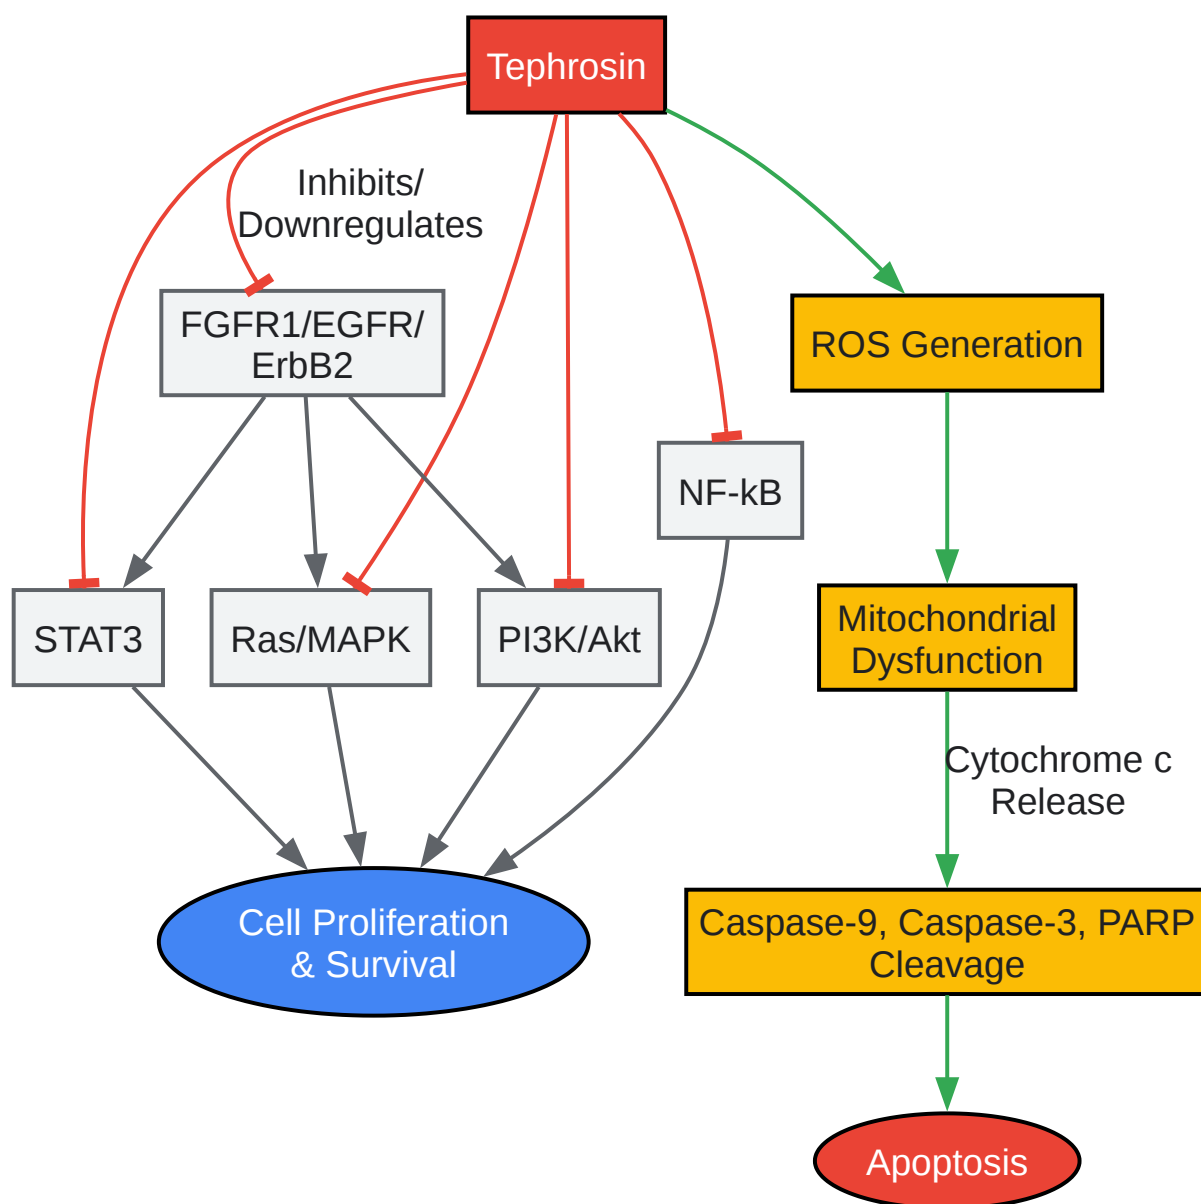 Tephrosin
Inhibits/
Downregulates
FGFR1/EGFR/
ErbB2
ROS Generation
NF-kB
STAT3
Ras/MAPK
PI3K/Akt
Mitochondrial
Dysfunction
Cytochrome c
Release
Cell Proliferation
& Survival
Caspase-9, Caspase-3, PARP
Cleavage
Apoptosis